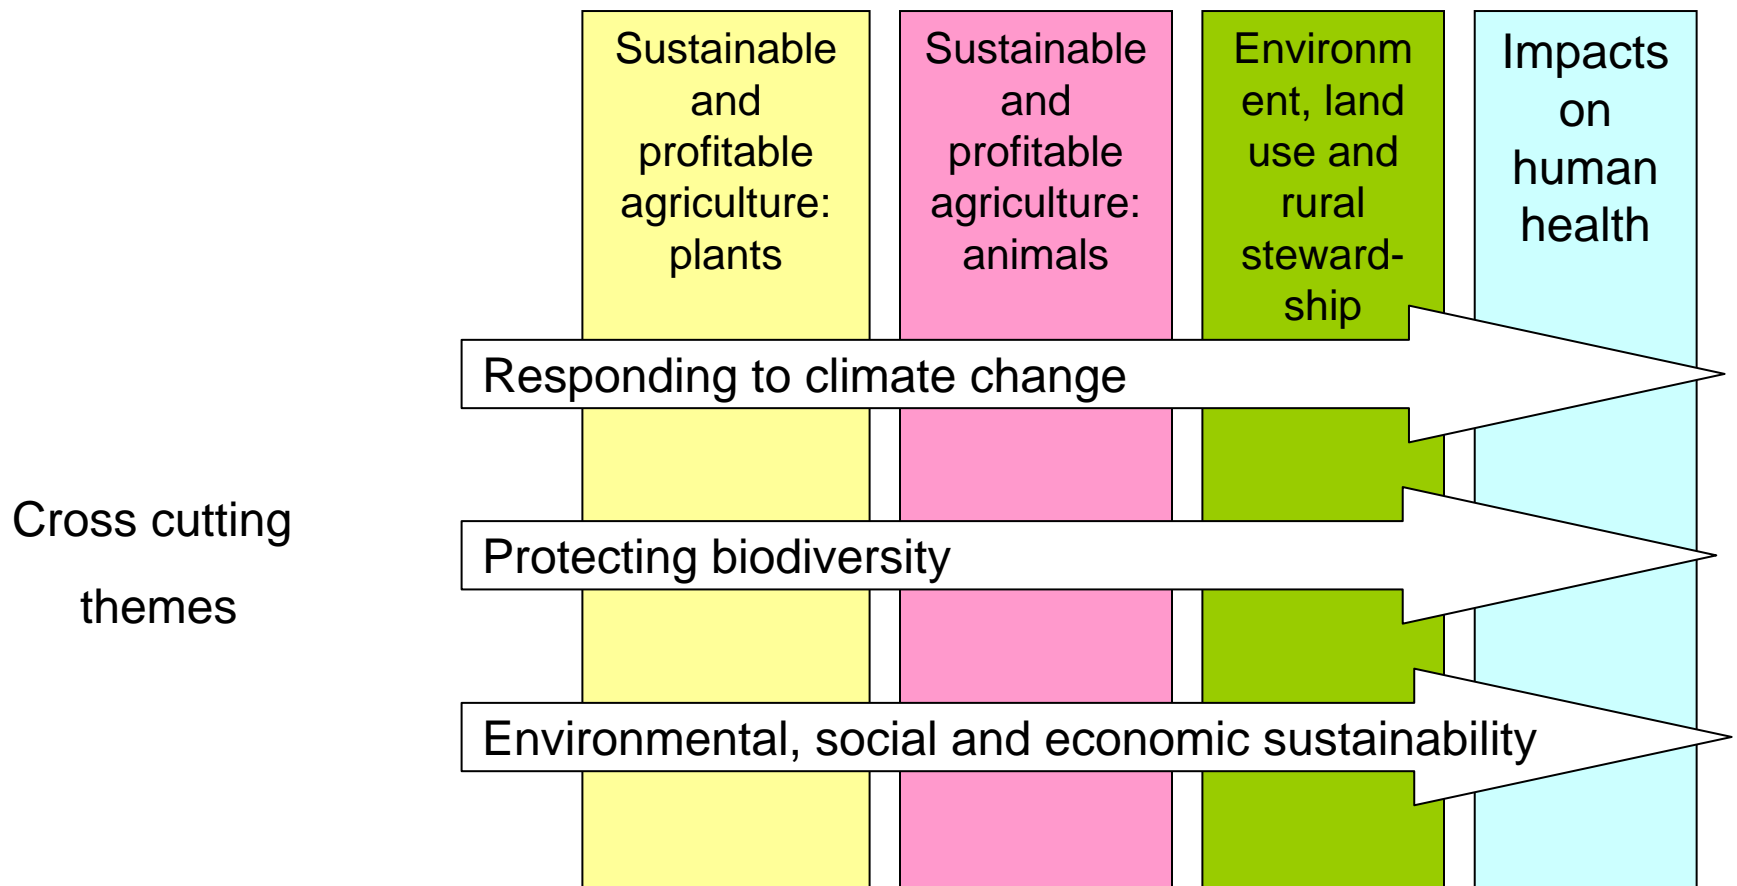 Sustainable
and
profitable
agriculture:
plants
Sustainable
and
profitable
agriculture:
animals
Environm
ent, land
use and
rural
steward-
ship
Impacts
on
human
health
Responding to climate change
Cross cutting
themes
Protecting biodiversity
Environmental, social and economic sustainability